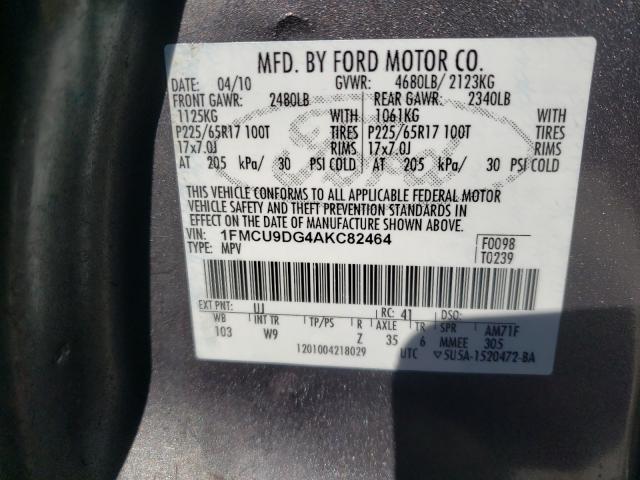 MFD. BY FORD MOTOR CO.
DATE: 04/10 GVWR: 4680LB/ 2123KG
FRONT GAWR: 2480LB REAR GAWR: 2340LB
1125KG WITH 1061KG WITH
P225/65R17 100T TIRES P225/65R17 100T TIRES
17x7.0J RIMS 17x7.0J RIMS
AT 205 kPa/ 30 PSI COLD AT 205 kPa/ 30 PSI COLD
THIS VEHICLE CONFORMS TO ALL APPLICABLE FEDERAL MOTOR
VEHICLE SAFETY AND THEFT PREVENTION STANDARDS IN
EFFECT ON THE DATE OF MANUFACTURE SHOWN ABOVE.
VIN: 1FMCU9DG4AKC82464 F0098
TYPE: MPV T0239
EXT PNT: UJ RC: 41 DSO:
WB INT TR TP/PS R AXLE TR SPR AM71F
103 W9 Z 35 6 MMEE 305
1201004218029 UTC ▽5U5A-1520472-BA
Ford